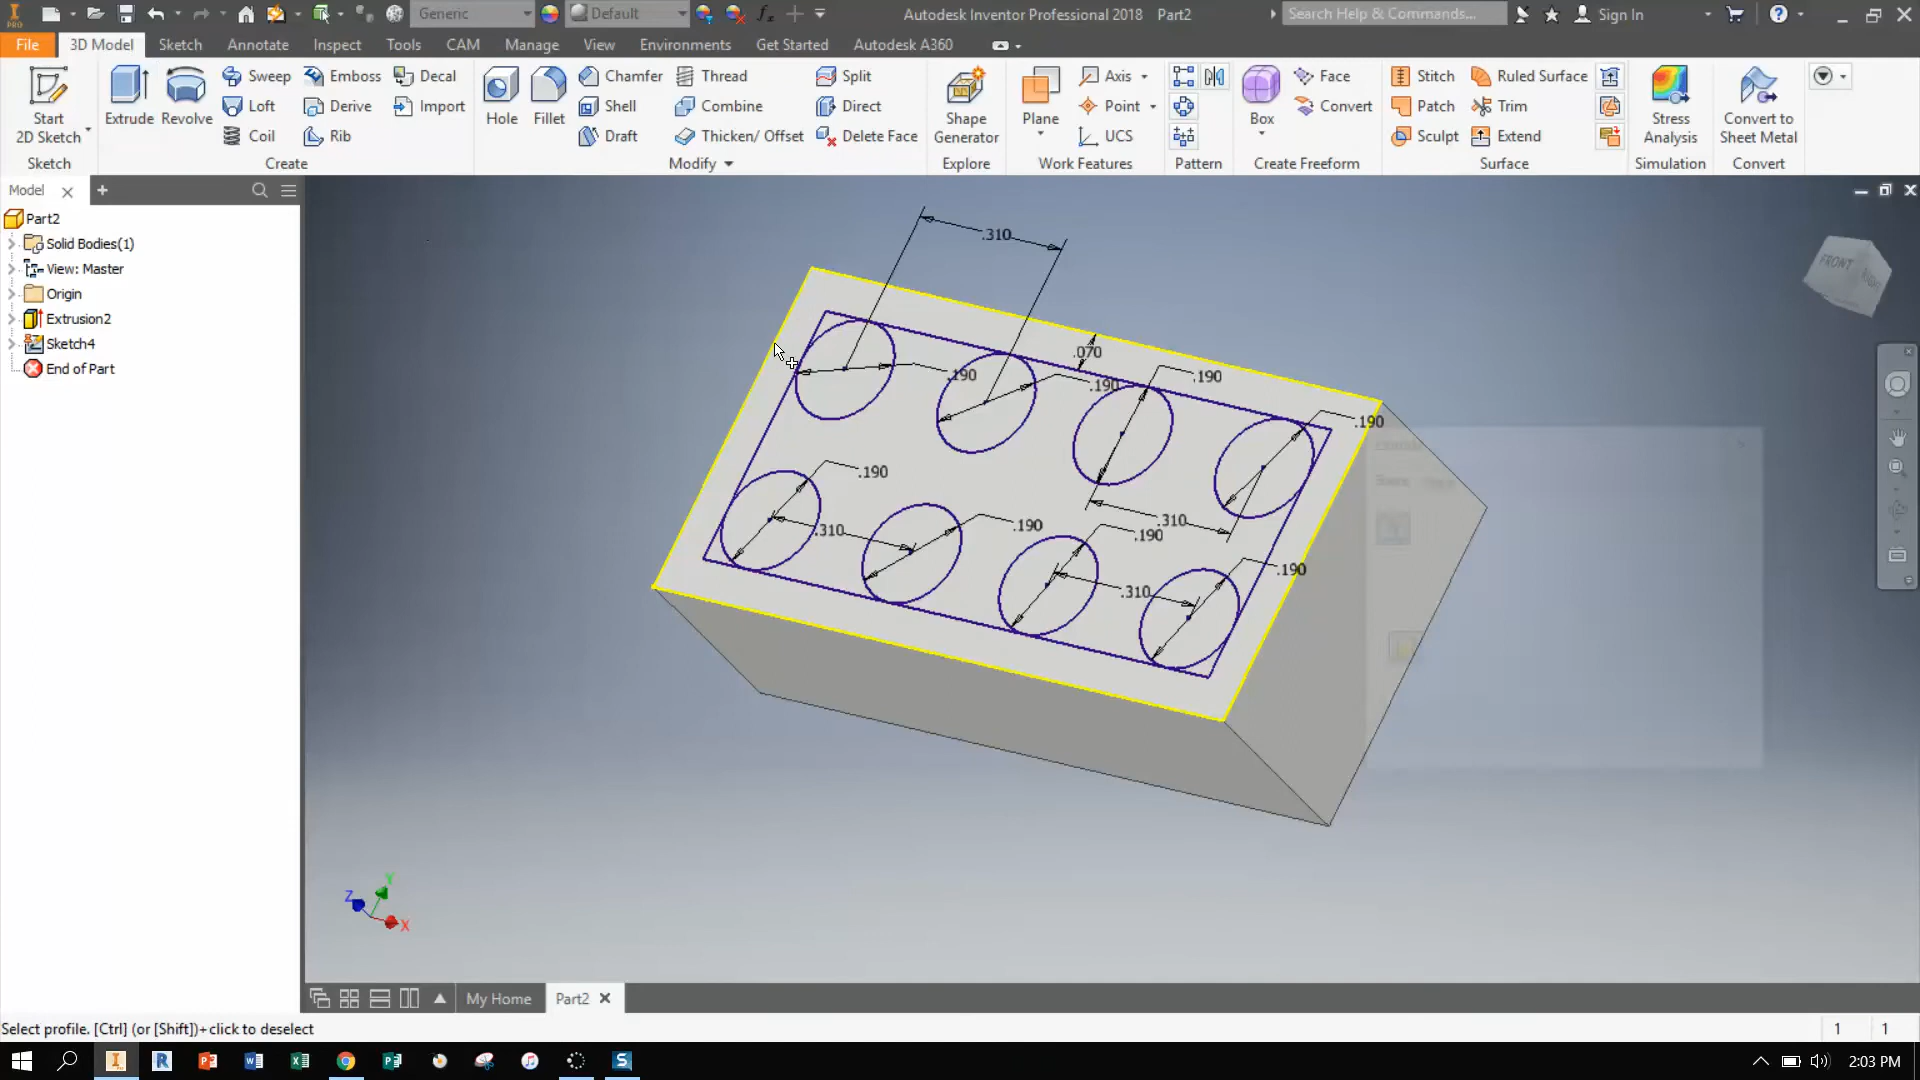 Generic
Default
Autodesk Inventor Professional 2018 Part2
Search Help & Commands...
Sign In
PRO
File
3D Model
Sketch
Annotate
Inspect
Tools
CAM
Manage
View
Environments
Get Started
Autodesk A360
Start
2D Sketch
Sketch
Extrude
Revolve
Sweep
Loft
Coil
Emboss
Derive
Rib
Decal
Import
Create
Hole
Fillet
Chamfer
Shell
Draft
Thread
Combine
Thicken/ Offset
Split
Direct
Delete Face
Modify
Shape
Generator
Explore
Plane
Axis
Point
UCS
Work Features
Pattern
Box
Face
Convert
Create Freeform
Stitch
Patch
Sculpt
Ruled Surface
Trim
Extend
Surface
Stress
Analysis
Simulation
Convert to
Sheet Metal
Convert
Model
Part2
Solid Bodies(1)
View: Master
Origin
Extrusion2
Sketch4
End of Part
FRONT
.310
.070
.190
.190
.190
.190
.190
.310
.190
.310
.190
.310
.190
Z
Y
X
My Home
Part2
Select profile. [Ctrl] (or [Shift])+click to deselect
1 1
2:03 PM